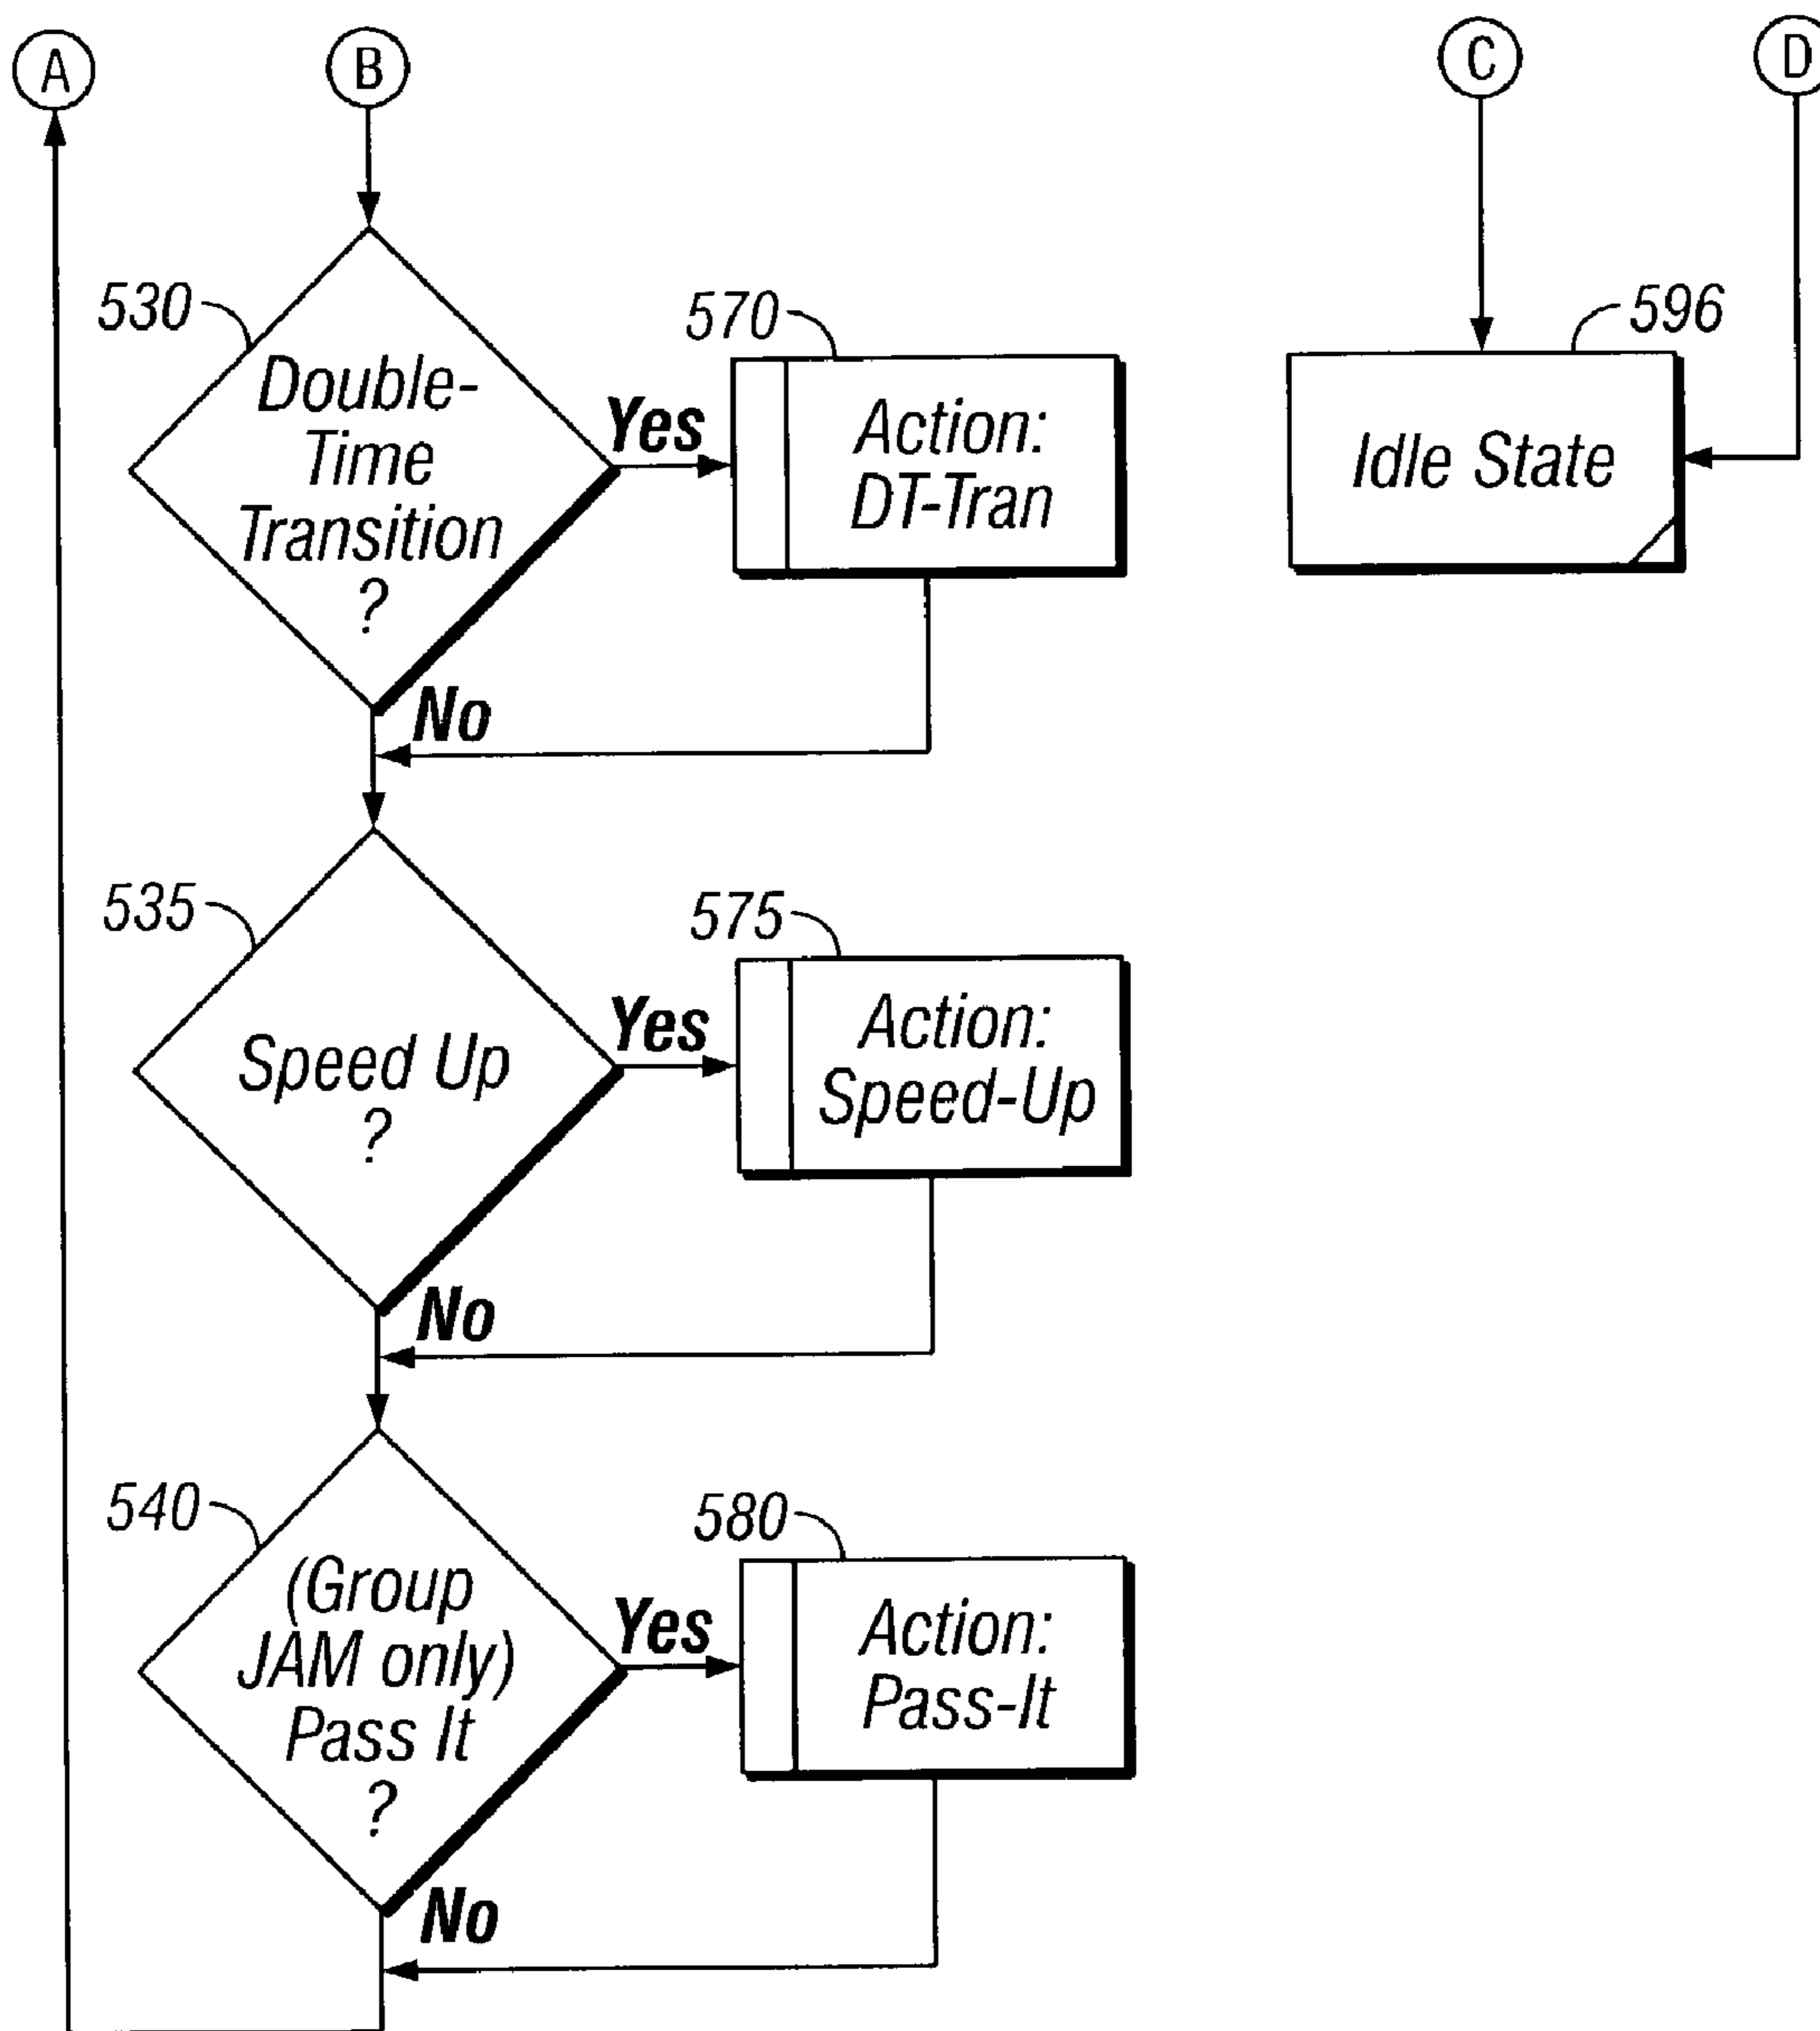 A
B
C
D
530
Double-
Time
Transition
?
Yes
570
Action:
DT-Tran
596
Idle State
No
535
Speed Up
?
Yes
575
Action:
Speed-Up
No
540
(Group
JAM only)
Pass It
?
Yes
580
Action:
Pass-It
No